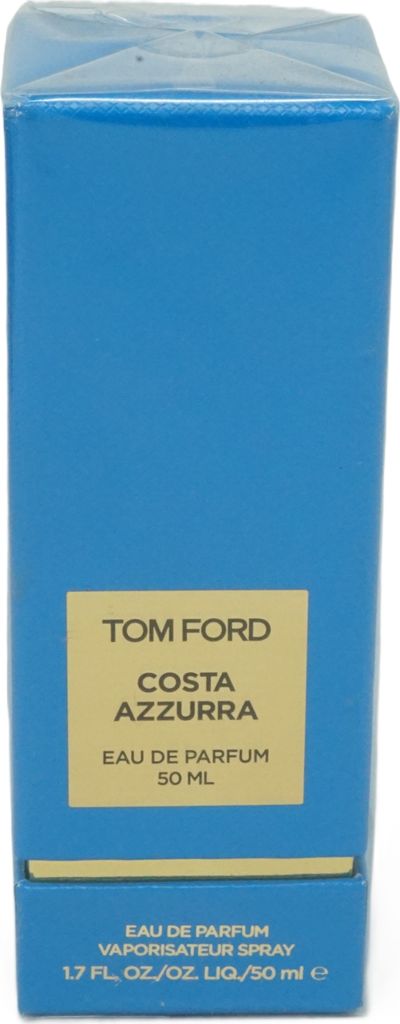 TOM FORD
COSTA
AZZURRA
EAU DE PARFUM
50 ML
EAU DE PARFUM
VAPORISATEUR SPRAY
1.7 FL. OZ./OZ. LIQ./50 ml ℮